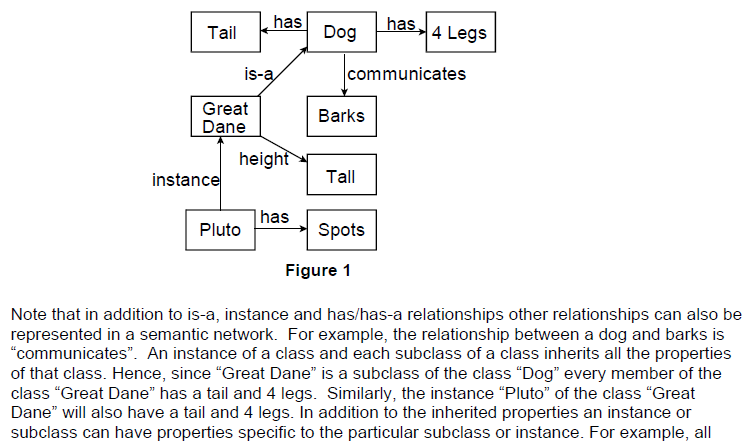 has has
Tail Dog 4 Legs
is-a communicates
Great
Dane
Barks
height
Tall
instance
has
Pluto Spots
Figure 1
Note that in addition to is-a, instance and has/has-a relationships other relationships can also be
represented in a semantic network.  For example, the relationship between a dog and barks is
“communicates”.  An instance of a class and each subclass of a class inherits all the properties
of that class. Hence, since “Great Dane” is a subclass of the class “Dog” every member of the
class “Great Dane” has a tail and 4 legs.  Similarly, the instance “Pluto” of the class “Great
Dane” will also have a tail and 4 legs. In addition to the inherited properties an instance or
subclass can have properties specific to the particular subclass or instance. For example, all